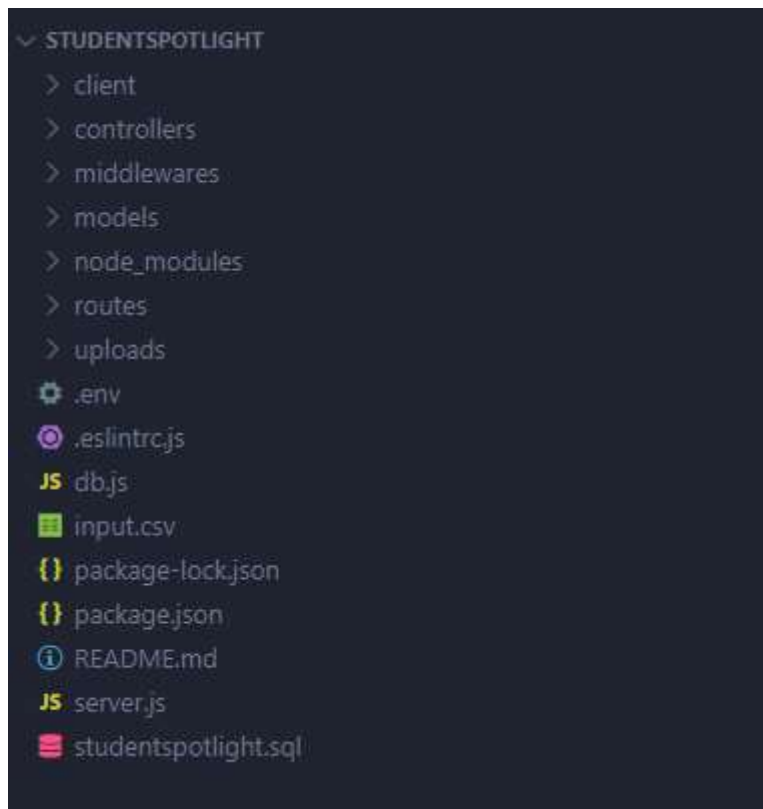 STUDENTSPOTLIGHT
client
controllers
middlewares
models
node_modules
routes
uploads
.env
.eslintrc.js
JS db.js
input.csv
{} package-lock.json
{} package.json
README.md
JS server.js
studentspotlight.sql